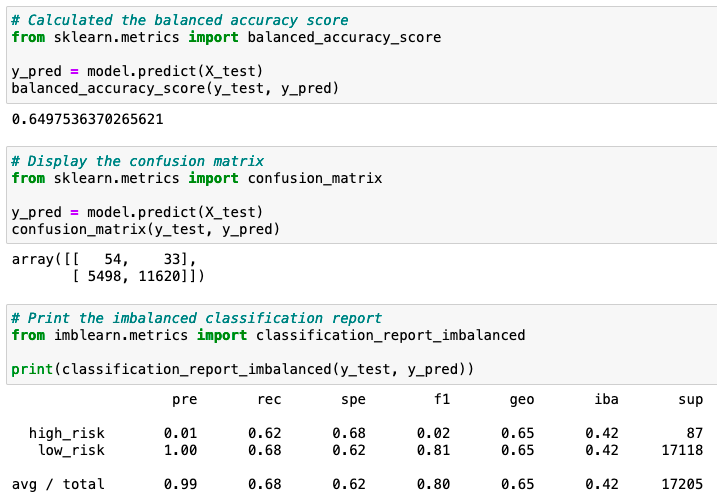 # Calculated the balanced accuracy score
from sklearn.metrics import balanced_accuracy_score
y_pred = model.predict(X_test)
balanced_accuracy_score(y_test, y_pred)
0.6497536370265621
# Display the confusion matrix
from sklearn.metrics import confusion_matrix
y_pred = model.predict(X_test)
confusion_matrix(y_test, y_pred)
array([[   54,    33],
       [ 5498, 11620]])
# Print the imbalanced classification report
from imblearn.metrics import classification_report_imbalanced
print(classification_report_imbalanced(y_test, y_pred))
                   pre       rec       spe        f1       geo       iba       sup
  high_risk       0.01      0.62      0.68      0.02      0.65      0.42        87
   low_risk       1.00      0.68      0.62      0.81      0.65      0.42     17118
avg / total       0.99      0.68      0.62      0.80      0.65      0.42     17205